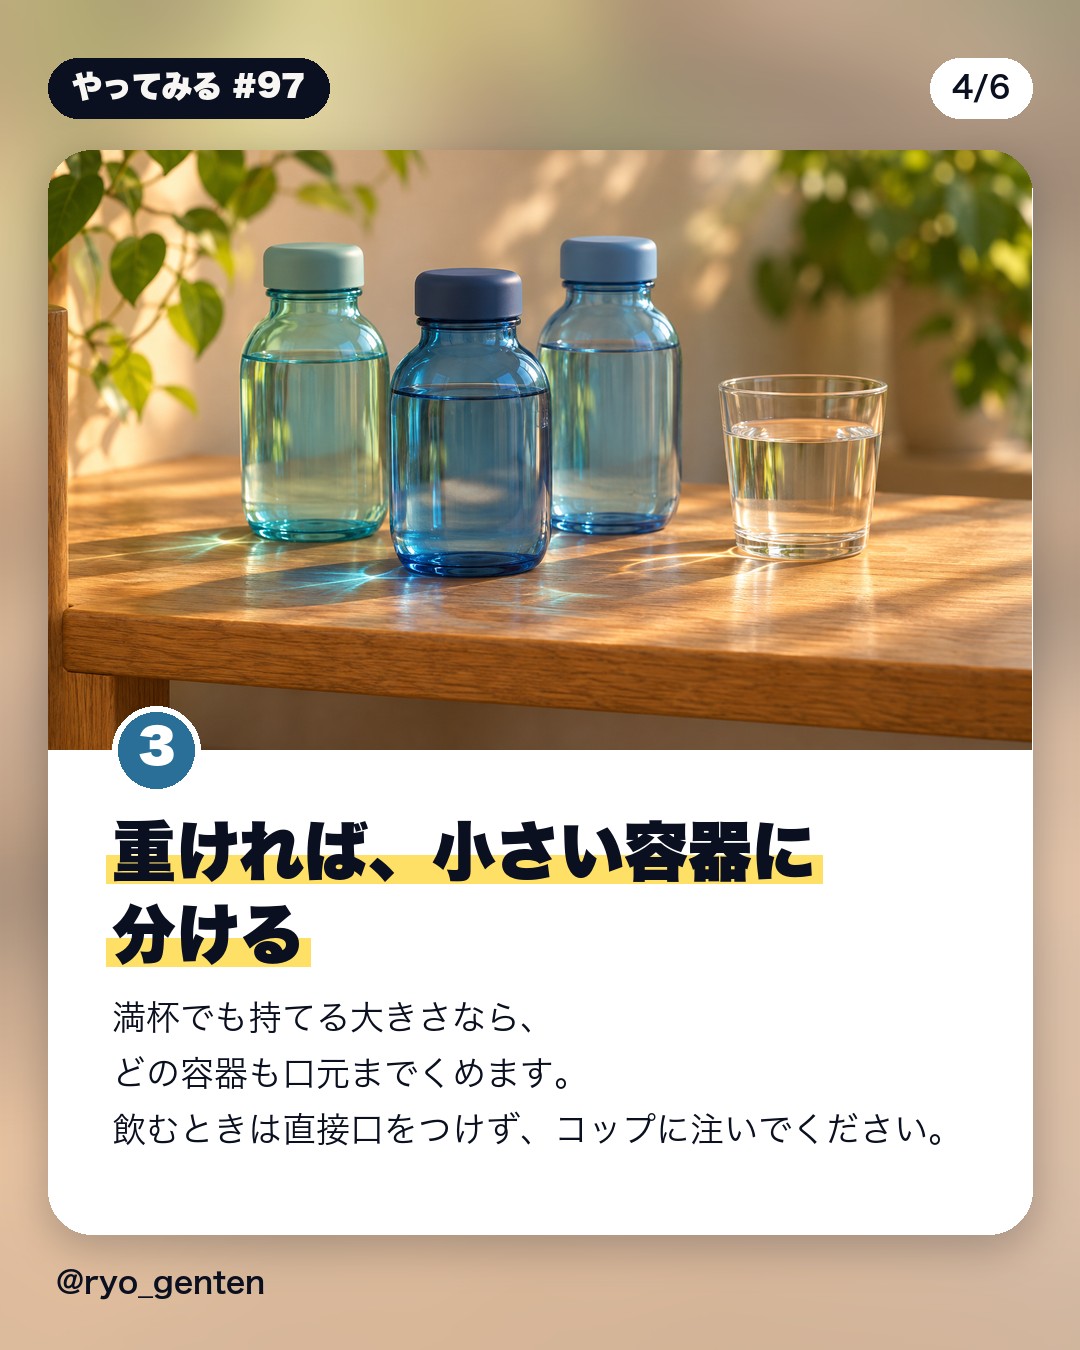 やってみる #97
4/6
3
重ければ、小さい容器に
分ける
満杯でも持てる大きさなら、
どの容器も口元までくめます。
飲むときは直接口をつけず、コップに注いでください。
@ryo_genten